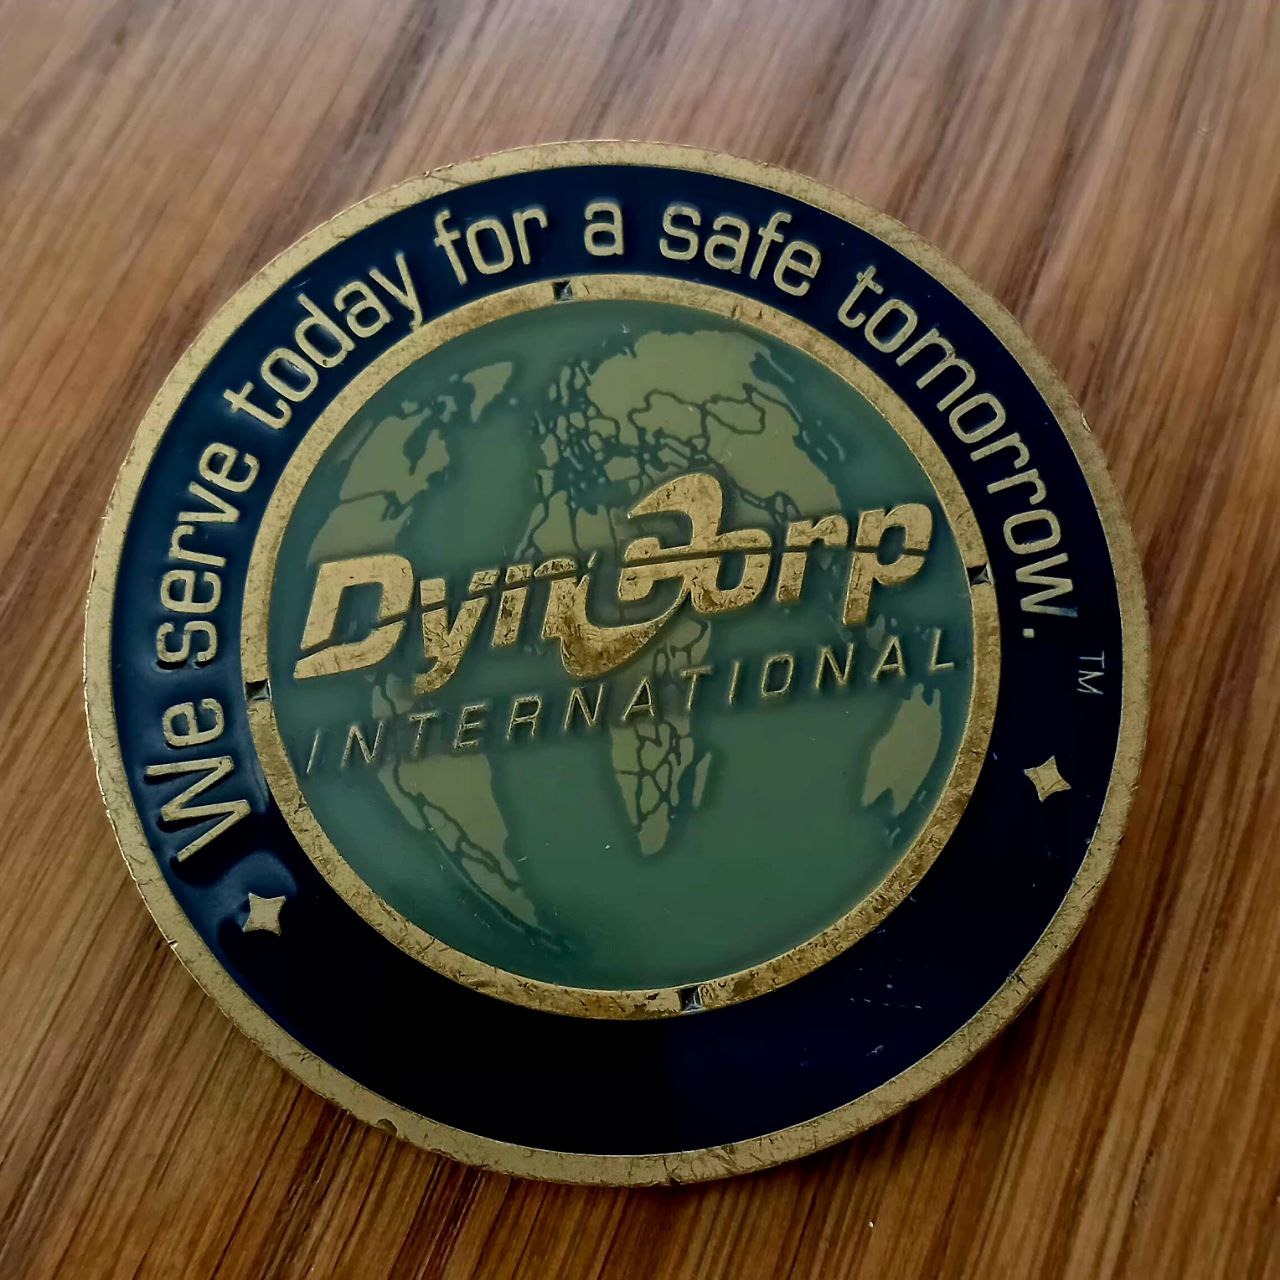 We serve today for a safe tomorrow.
TM
DynCorp
INTERNATIONAL